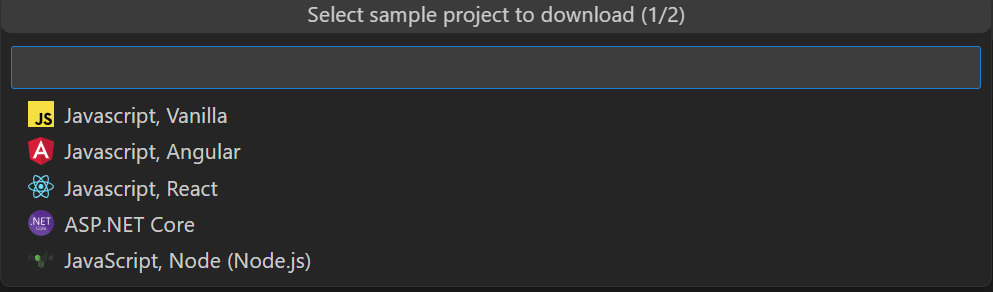 Select sample project to download (1/2)
JS Javascript, Vanilla
A Javascript, Angular
Javascript, React
.NET Core ASP.NET Core
JavaScript, Node (Node.js)